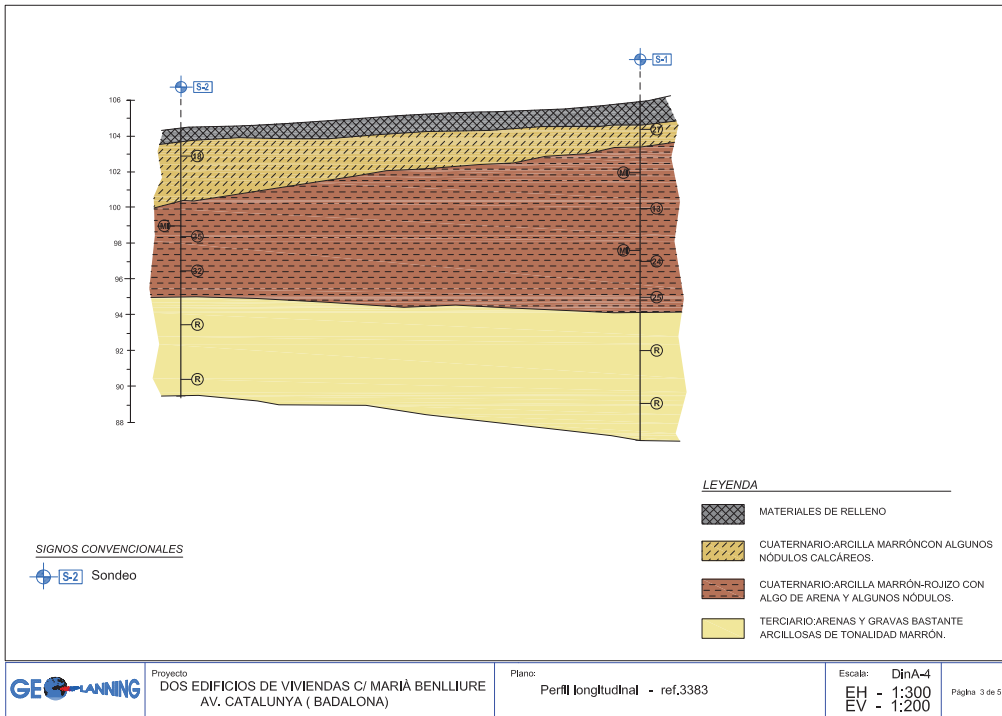 S-1
S-2
106
104
102
100
98
96
94
92
90
88
18
MI
35
32
R
R
27
MI
13
MI
24
25
R
R
LEYENDA
MATERIALES DE RELLENO
CUATERNARIO:ARCILLA MARRÓNCON ALGUNOS
NÓDULOS CALCÁREOS.
CUATERNARIO:ARCILLA MARRÓN-ROJIZO CON
ALGO DE ARENA Y ALGUNOS NÓDULOS.
TERCIARIO:ARENAS Y GRAVAS BASTANTE
ARCILLOSAS DE TONALIDAD MARRÓN.
SIGNOS CONVENCIONALES
S-2 Sondeo
GEO PLANNING
Proyecto
DOS EDIFICIOS DE VIVIENDAS C/ MARIÀ BENLLIURE
AV. CATALUNYA ( BADALONA)
Plano:
Perfil longitudinal - ref.3383
Escala: DinA-4
EH - 1:300
EV - 1:200
Página 3 de 5